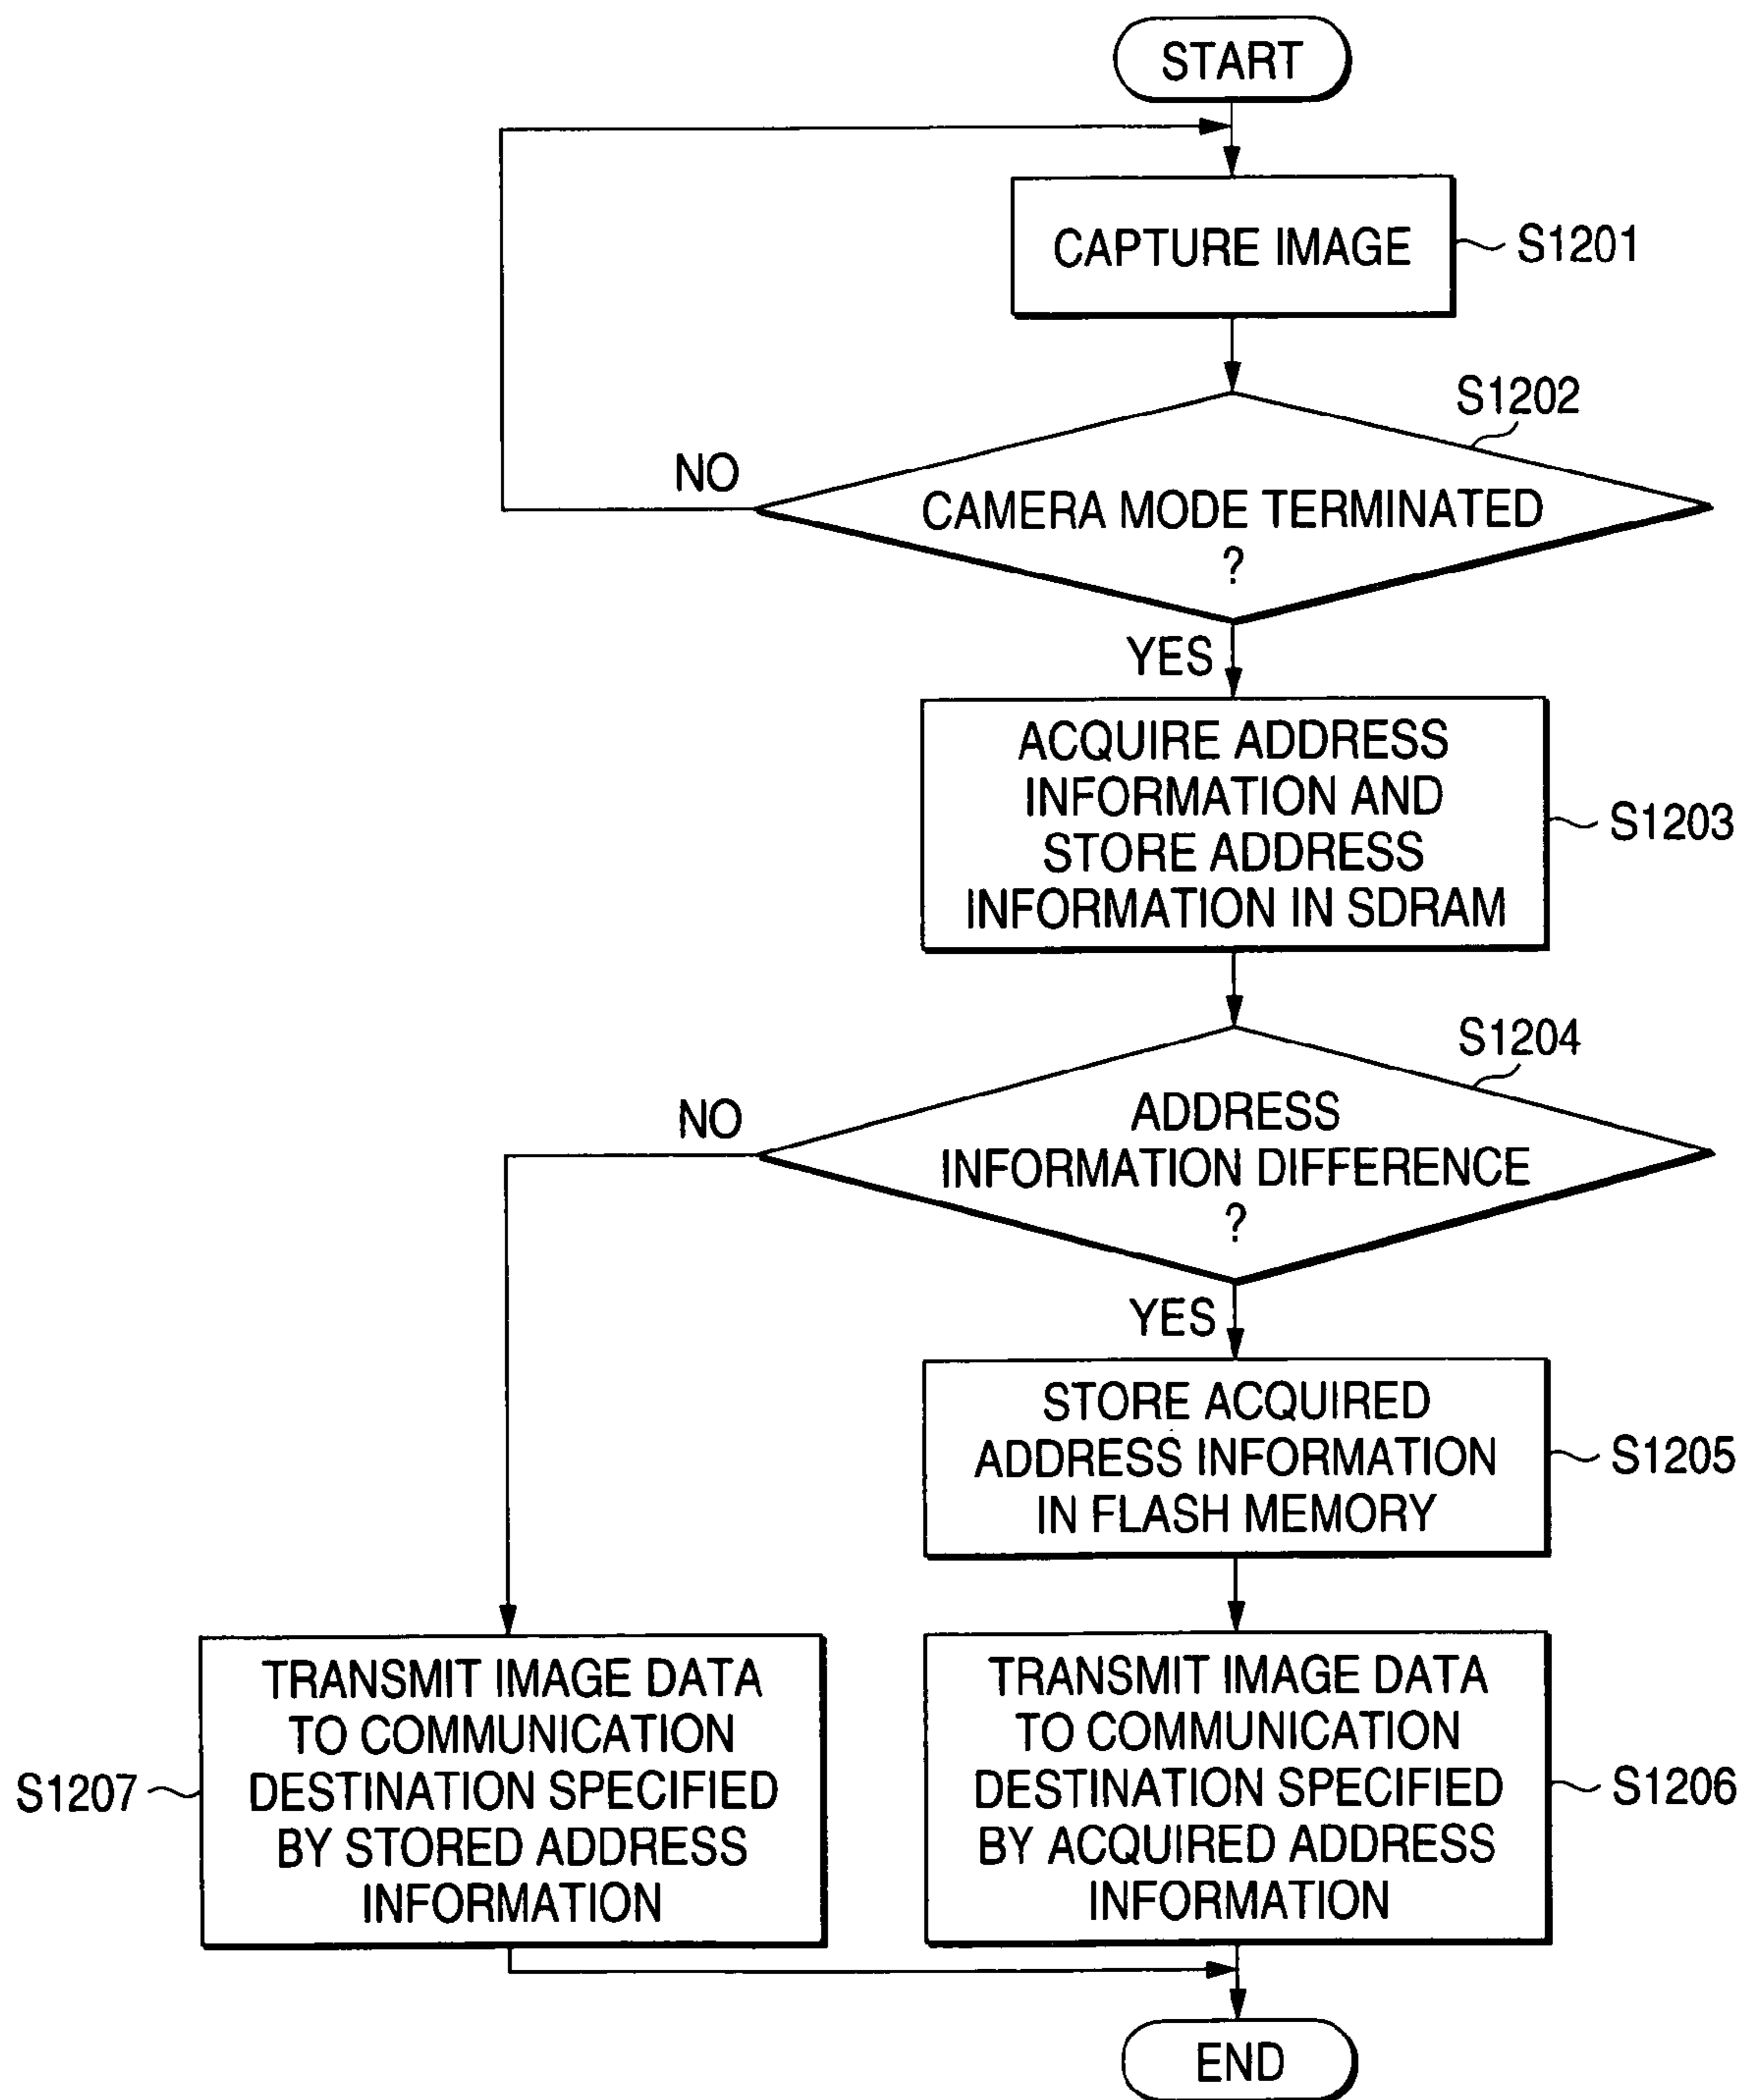 START
CAPTURE IMAGE
S1201
S1202
NO
CAMERA MODE TERMINATED
?
YES
ACQUIRE ADDRESS
INFORMATION AND
STORE ADDRESS
INFORMATION IN SDRAM
S1203
S1204
NO
ADDRESS
INFORMATION DIFFERENCE
?
YES
STORE ACQUIRED
ADDRESS INFORMATION
IN FLASH MEMORY
S1205
S1207
TRANSMIT IMAGE DATA
TO COMMUNICATION
DESTINATION SPECIFIED
BY STORED ADDRESS
INFORMATION
TRANSMIT IMAGE DATA
TO COMMUNICATION
DESTINATION SPECIFIED
BY ACQUIRED ADDRESS
INFORMATION
S1206
END